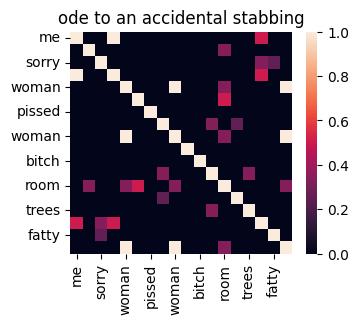 ode to an accidental stabbing
me
sorry
woman
pissed
woman
bitch
room
trees
fatty
me
sorry
woman
pissed
woman
bitch
room
trees
fatty
1.0
0.8
0.6
0.4
0.2
0.0